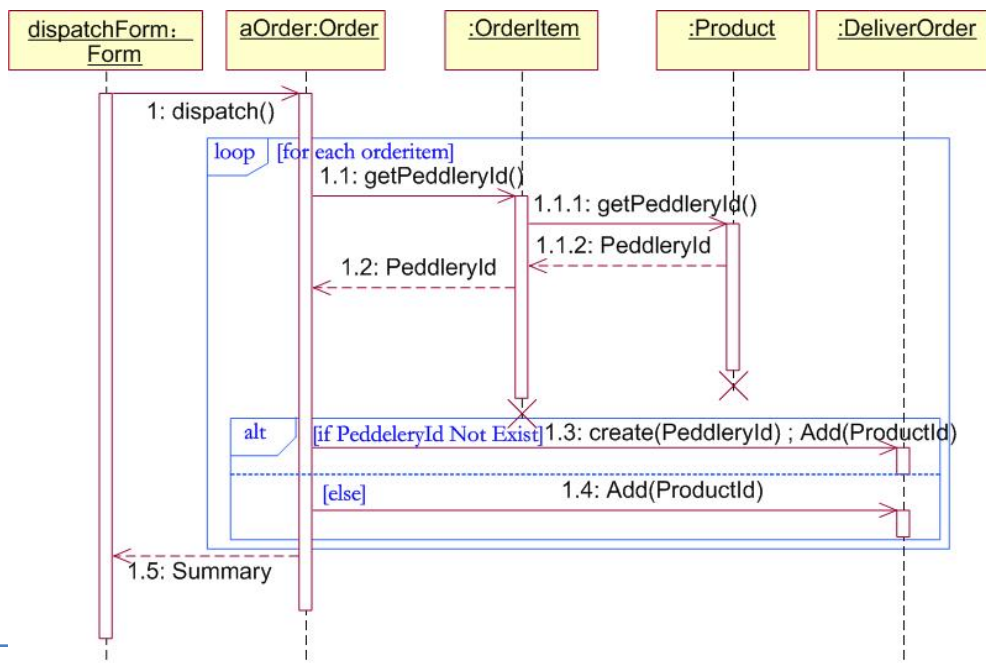 dispatchForm：
Form
aOrder:Order
:OrderItem
:Product
:DeliverOrder
1: dispatch()
loop
[for each orderitem]
1.1: getPeddleryId()
1.1.1: getPeddleryId()
1.1.2: PeddleryId
1.2: PeddleryId
alt
[if PeddeleryId Not Exist]
1.3: create(PeddleryId) ; Add(ProductId)
[else]
1.4: Add(ProductId)
1.5: Summary